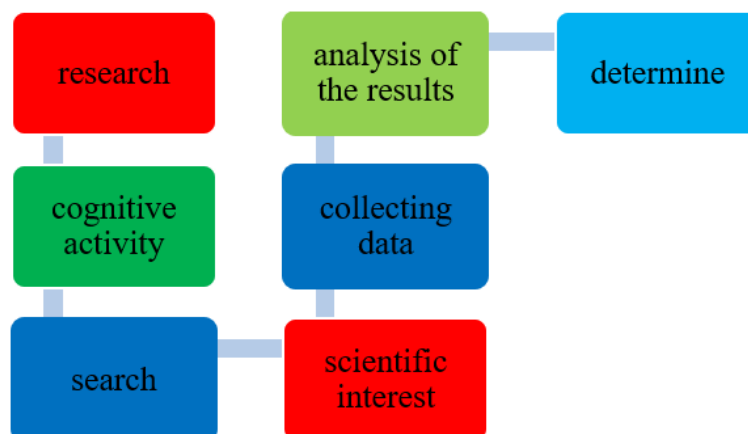 research
cognitive
activity
search
scientific
interest
collecting
data
analysis of
the results
determine